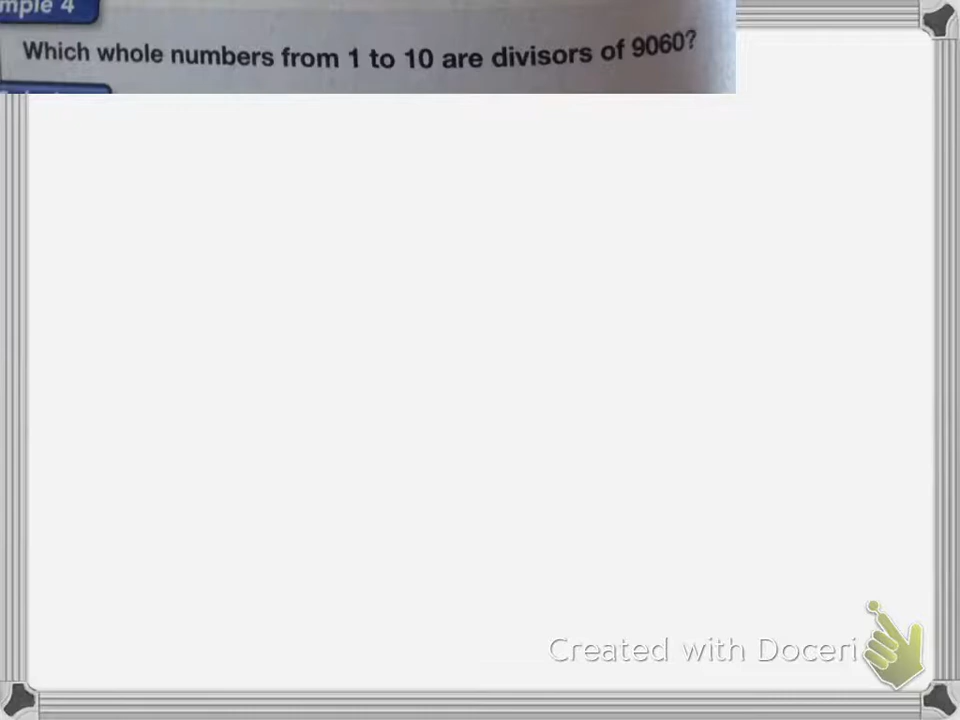 mple 4
Which whole numbers from 1 to 10 are divisors of 9060?
Created with Doceri